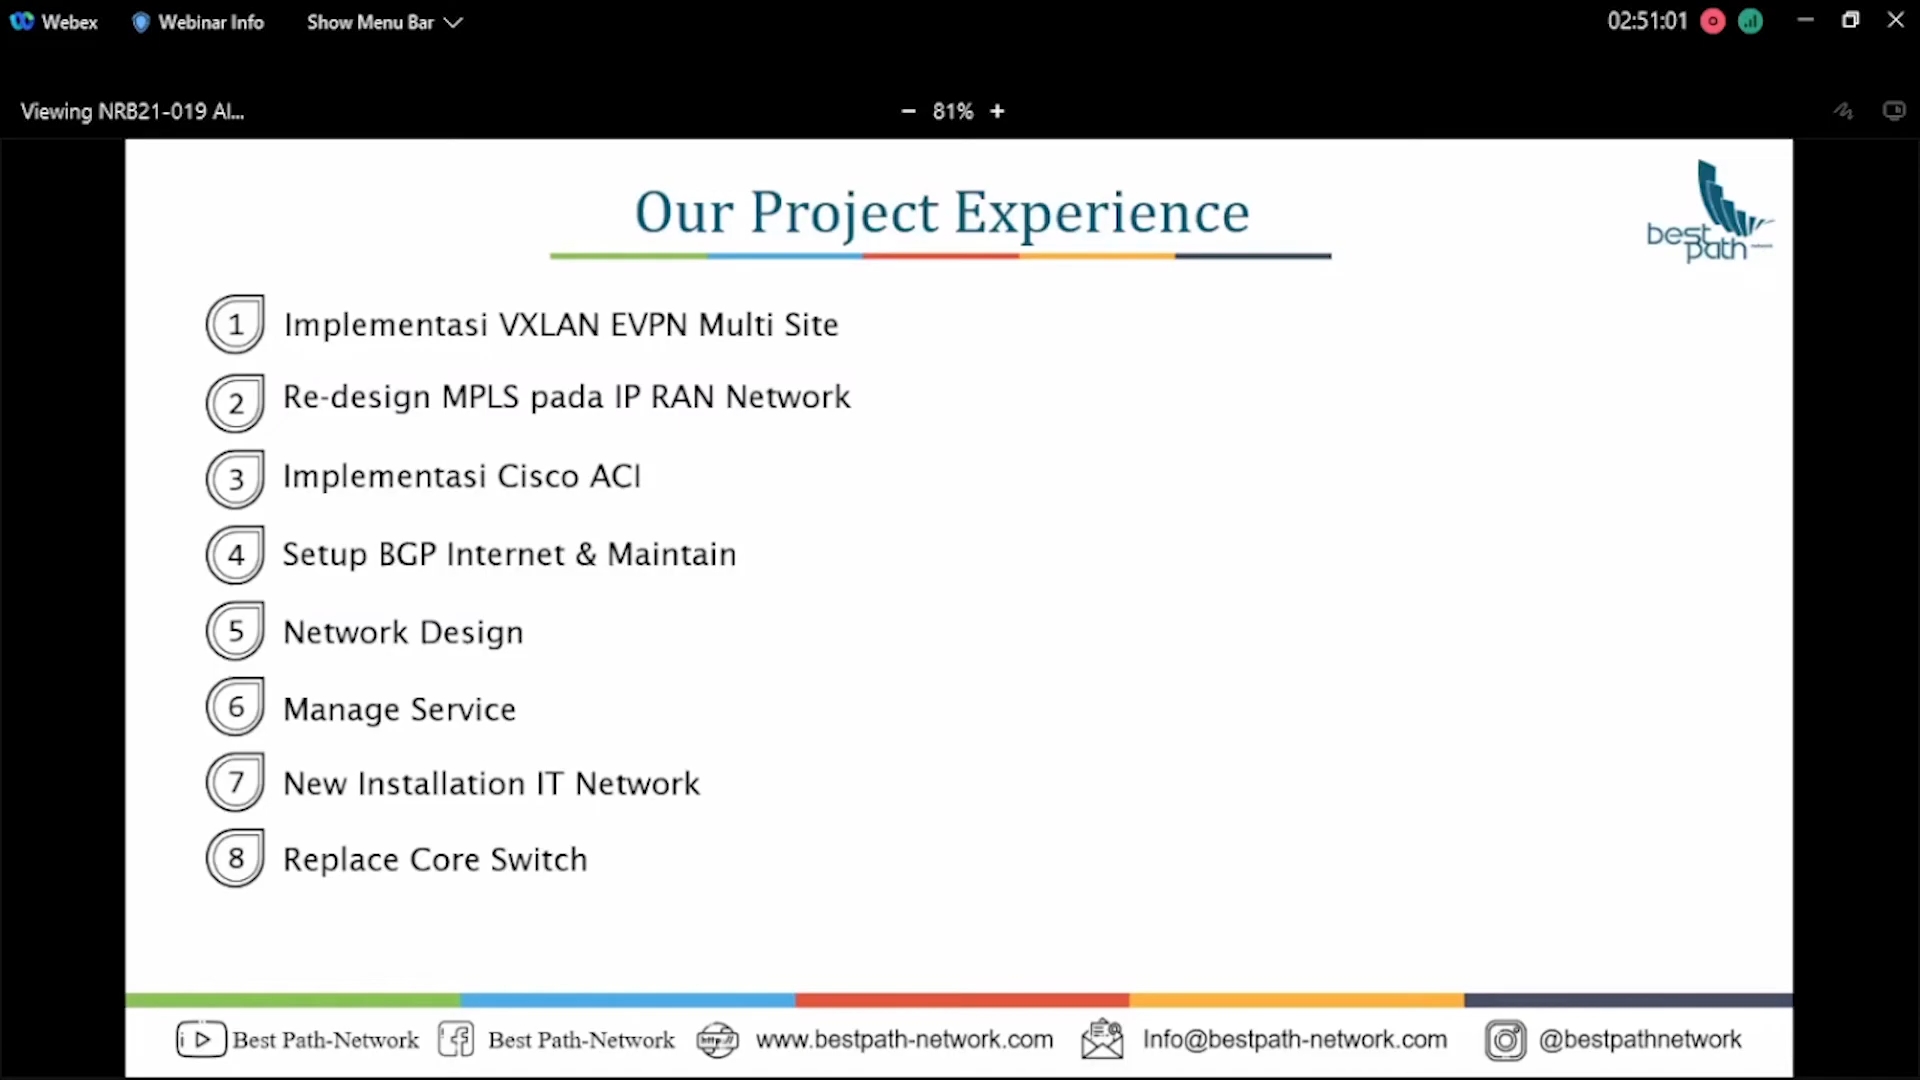 Webex
Webinar Info
Show Menu Bar
02:51:01
Viewing NRB21-019 Al...
81%
Our Project Experience
best path
1 Implementasi VXLAN EVPN Multi Site
2 Re-design MPLS pada IP RAN Network
3 Implementasi Cisco ACI
4 Setup BGP Internet & Maintain
5 Network Design
6 Manage Service
7 New Installation IT Network
8 Replace Core Switch
Best Path-Network
Best Path-Network
http://
www.bestpath-network.com
Info@bestpath-network.com
@bestpathnetwork